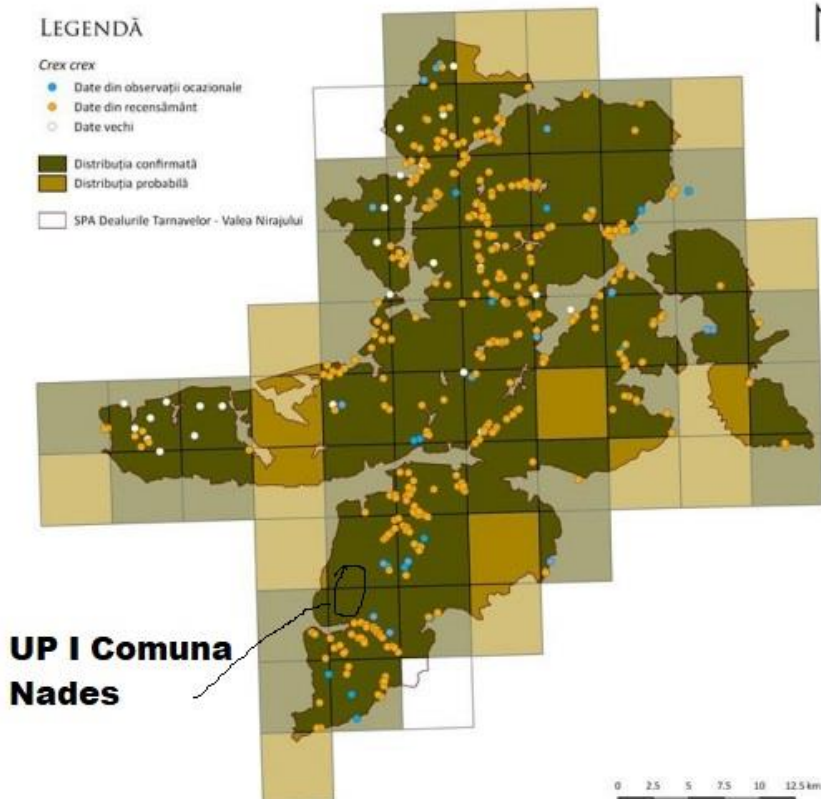 LEGENDĂ
Crex crex
Date din observații ocazionale
Date din recensământ
Date vechi
Distribuția confirmată
Distribuția probabilă
SPA Dealurile Tarnavelor - Valea Nirajului
UP I Comuna
Nades
0 2.5 5 7.5 10 12.5 km